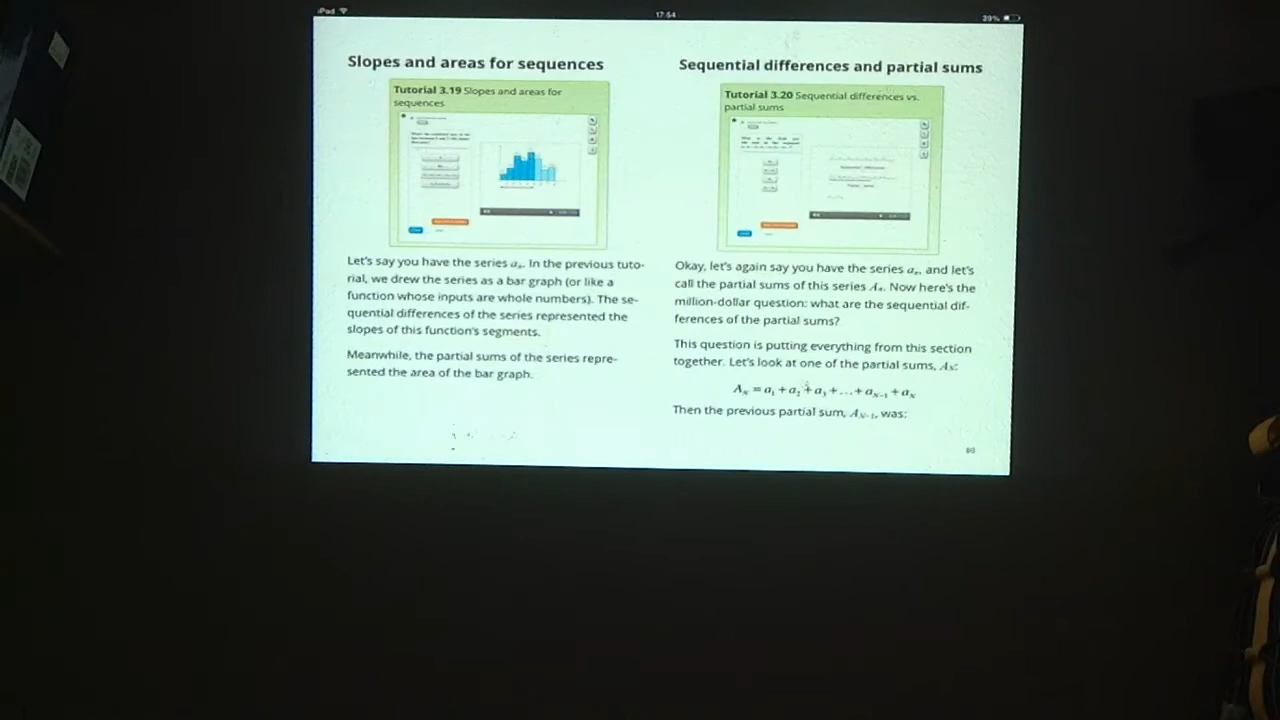 iPad
17:54
39%
Slopes and areas for sequences
Tutorial 3.19 Slopes and areas for
sequences
Let's say you have the series aₙ. In the previous tuto-
rial, we drew the series as a bar graph (or like a
function whose inputs are whole numbers). The se-
quential differences of the series represented the
slopes of this function's segments.
Meanwhile, the partial sums of the series repre-
sented the area of the bar graph.
Sequential differences and partial sums
Tutorial 3.20 Sequential differences vs.
partial sums
Okay, let's again say you have the series aₙ, and let's
call the partial sums of this series Aₙ. Now here's the
million-dollar question: what are the sequential dif-
ferences of the partial sums?
This question is putting everything from this section
together. Let's look at one of the partial sums, A_N:
A_N = a₁ + a₂ + a₃ + ... + a_N−1 + a_N
Then the previous partial sum, A_N−1, was:
80